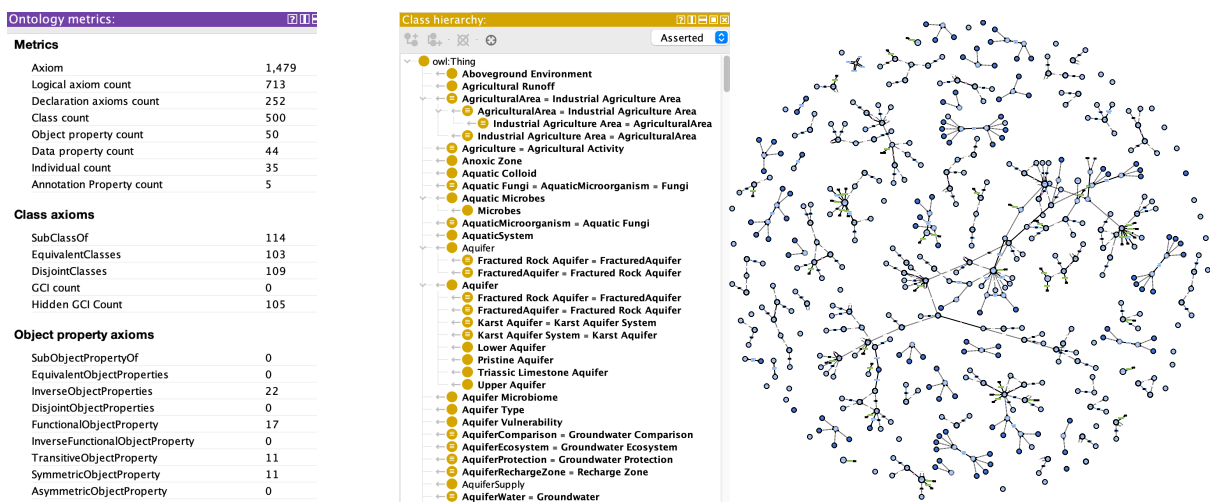 Ontology metrics:
Metrics
Axiom 1,479
Logical axiom count 713
Declaration axioms count 252
Class count 500
Object property count 50
Data property count 44
Individual count 35
Annotation Property count 5
Class axioms
SubClassOf 114
EquivalentClasses 103
DisjointClasses 109
GCI count 0
Hidden GCI Count 105
Object property axioms
SubObjectPropertyOf 0
EquivalentObjectProperties 0
InverseObjectProperties 22
DisjointObjectProperties 0
FunctionalObjectProperty 17
InverseFunctionalObjectProperty 0
TransitiveObjectProperty 11
SymmetricObjectProperty 11
AsymmetricObjectProperty 0
Class hierarchy:
Asserted
owl:Thing
Aboveground Environment
Agricultural Runoff
AgriculturalArea = Industrial Agriculture Area
AgriculturalArea = Industrial Agriculture Area
Industrial Agriculture Area = AgriculturalArea
Industrial Agriculture Area = AgriculturalArea
Agriculture = Agricultural Activity
Anoxic Zone
Aquatic Colloid
Aquatic Fungi = AquaticMicroorganism = Fungi
Aquatic Microbes
Microbes
AquaticMicroorganism = Aquatic Fungi
AquaticSystem
Aquifer
Fractured Rock Aquifer = FracturedAquifer
FracturedAquifer = Fractured Rock Aquifer
Aquifer
Fractured Rock Aquifer = FracturedAquifer
FracturedAquifer = Fractured Rock Aquifer
Karst Aquifer = Karst Aquifer System
Karst Aquifer System = Karst Aquifer
Lower Aquifer
Pristine Aquifer
Triassic Limestone Aquifer
Upper Aquifer
Aquifer Microbiome
Aquifer Type
Aquifer Vulnerability
AquiferComparison = Groundwater Comparison
AquiferEcosystem = Groundwater Ecosystem
AquiferProtection = Groundwater Protection
AquiferRechargeZone = Recharge Zone
AquiferSupply
AquiferWater = Groundwater